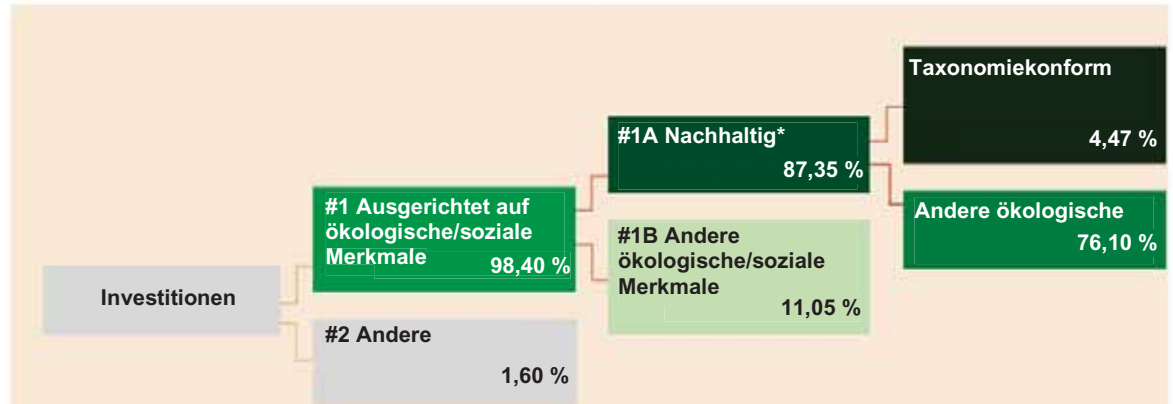 Investitionen
#1 Ausgerichtet auf
ökologische/soziale
Merkmale 98,40 %
#2 Andere
1,60 %
#1A Nachhaltig*
87,35 %
#1B Andere
ökologische/soziale
Merkmale
11,05 %
Taxonomiekonform
4,47 %
Andere ökologische
76,10 %